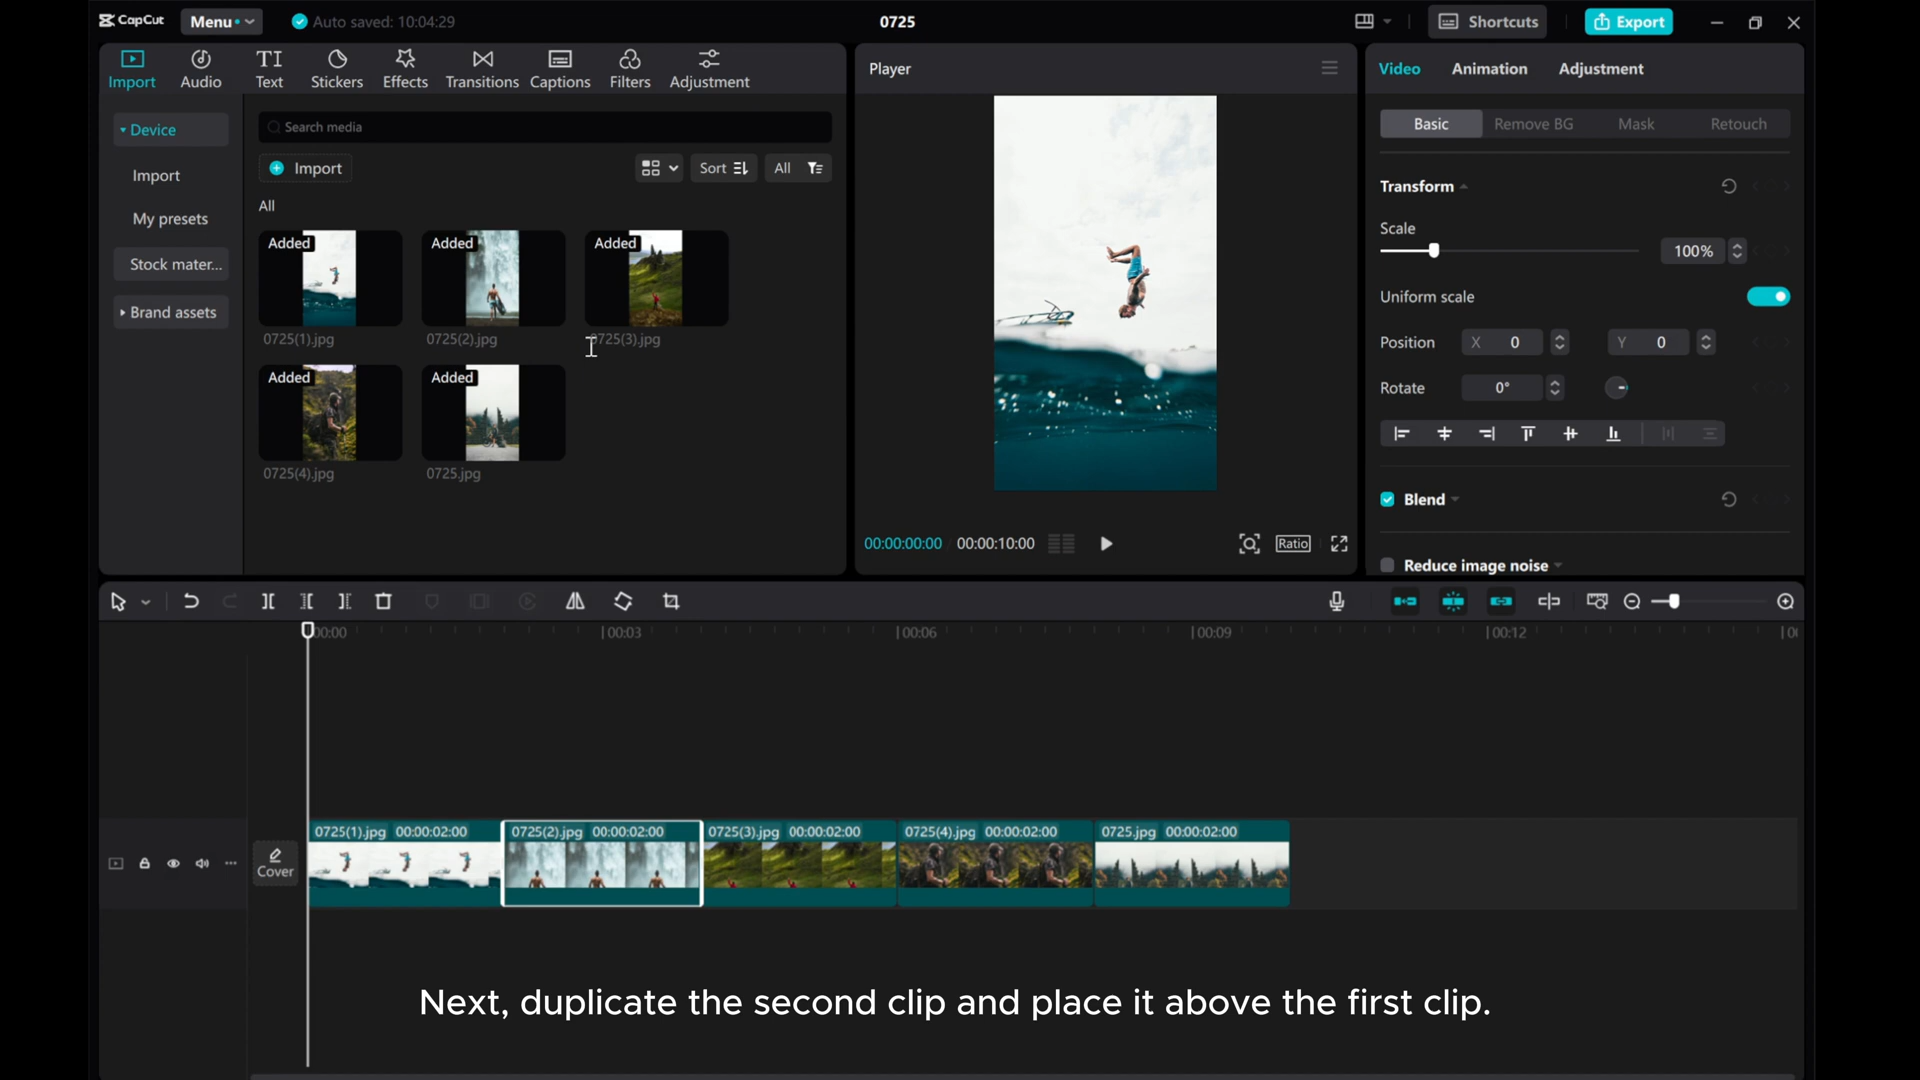 CapCut
Menu
Auto saved: 10:04:29
0725
Shortcuts
Export
Import
Audio
TI
Text
Stickers
Effects
Transitions
Captions
Filters
Adjustment
Device
Import
My presets
Stock mater...
Brand assets
Search media
Import
Sort
All
All
Added
Added
Added
0725(1).jpg
0725(2).jpg
0725(3).jpg
Added
Added
0725(4).jpg
0725.jpg
Player
00:00:00:00
00:00:10:00
Ratio
Video
Animation
Adjustment
Basic
Remove BG
Mask
Retouch
Transform
Scale
100%
Uniform scale
Position
X 0
Y 0
Rotate
0°
Blend
Reduce image noise
00:00
00:03
00:06
00:09
00:12
Cover
0725(1).jpg 00:00:02:00
0725(2).jpg 00:00:02:00
0725(3).jpg 00:00:02:00
0725(4).jpg 00:00:02:00
0725.jpg 00:00:02:00
Next, duplicate the second clip and place it above the first clip.